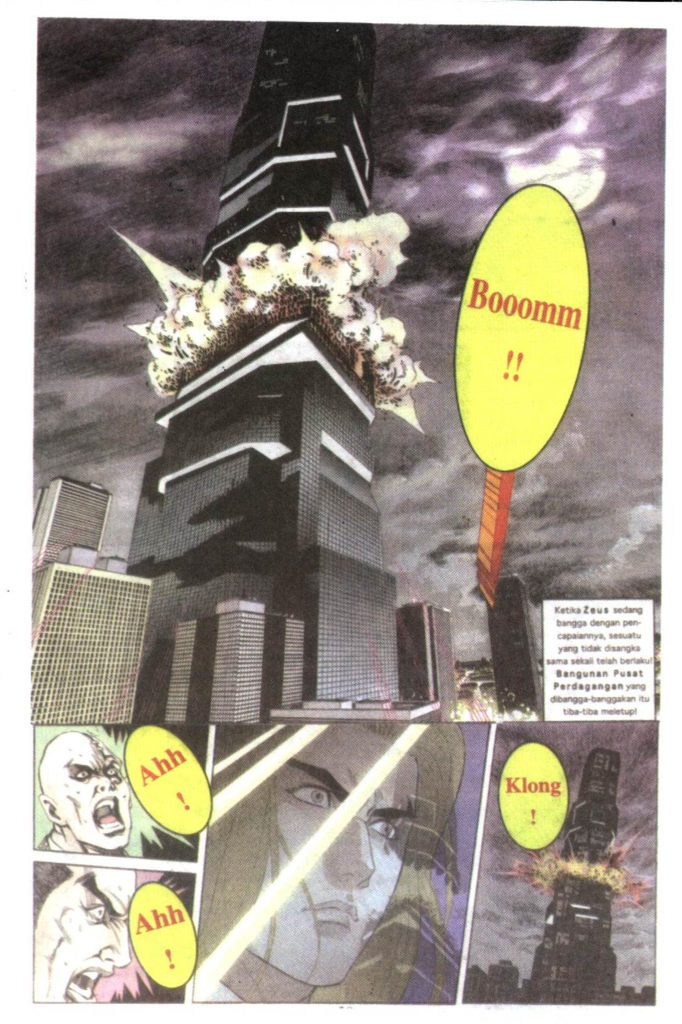 Booomm
!!
Ketika Zeus sedang
bangga dengan pen-
capaiannya, sesuatu
yang tidak disangka
sama sekali telah berlaku!
Bangunan Pusat
Perdagangan yang
dibangga-banggakan itu
tiba-tiba meletup!
Ahh
!
Ahh
!
Klong
!